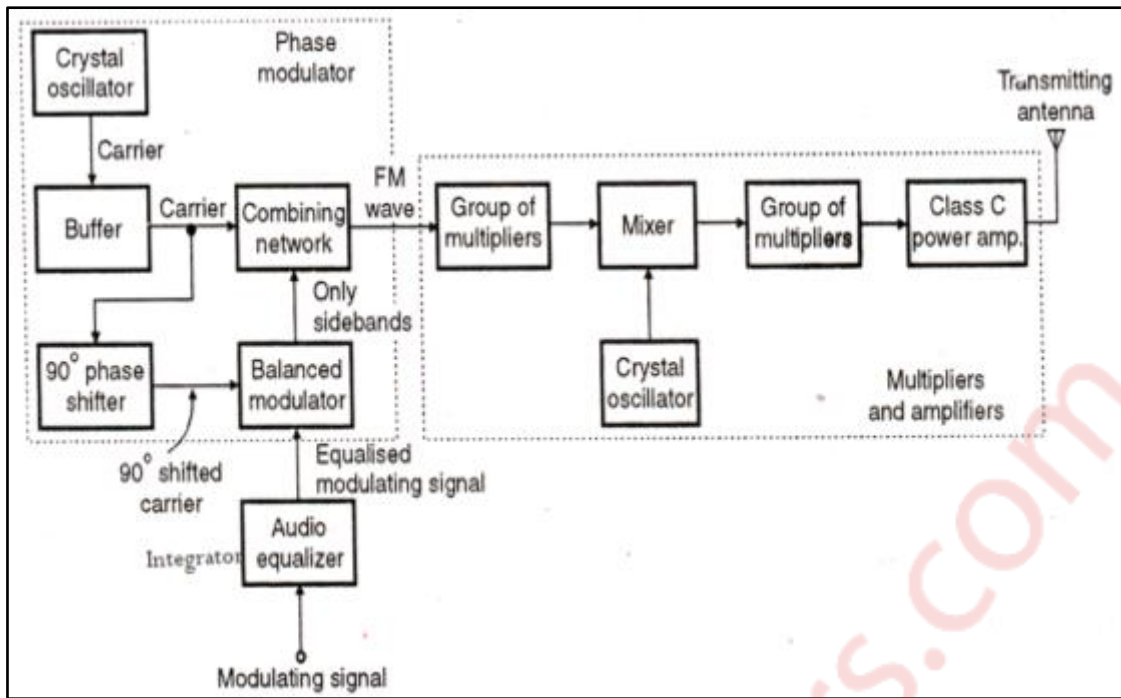 Crystal
oscillator
Phase
modulator
Transmitting
antenna
Carrier
FM
wave
Buffer
Carrier
Combining
network
Group of
multipliers
Mixer
Group of
multipliers
Class C
power amp.
Only
sidebands
90° phase
shifter
Balanced
modulator
Crystal
oscillator
Multipliers
and amplifiers
90° shifted
carrier
Equalised
modulating signal
Integrator
Audio
equalizer
Modulating signal
rs.com